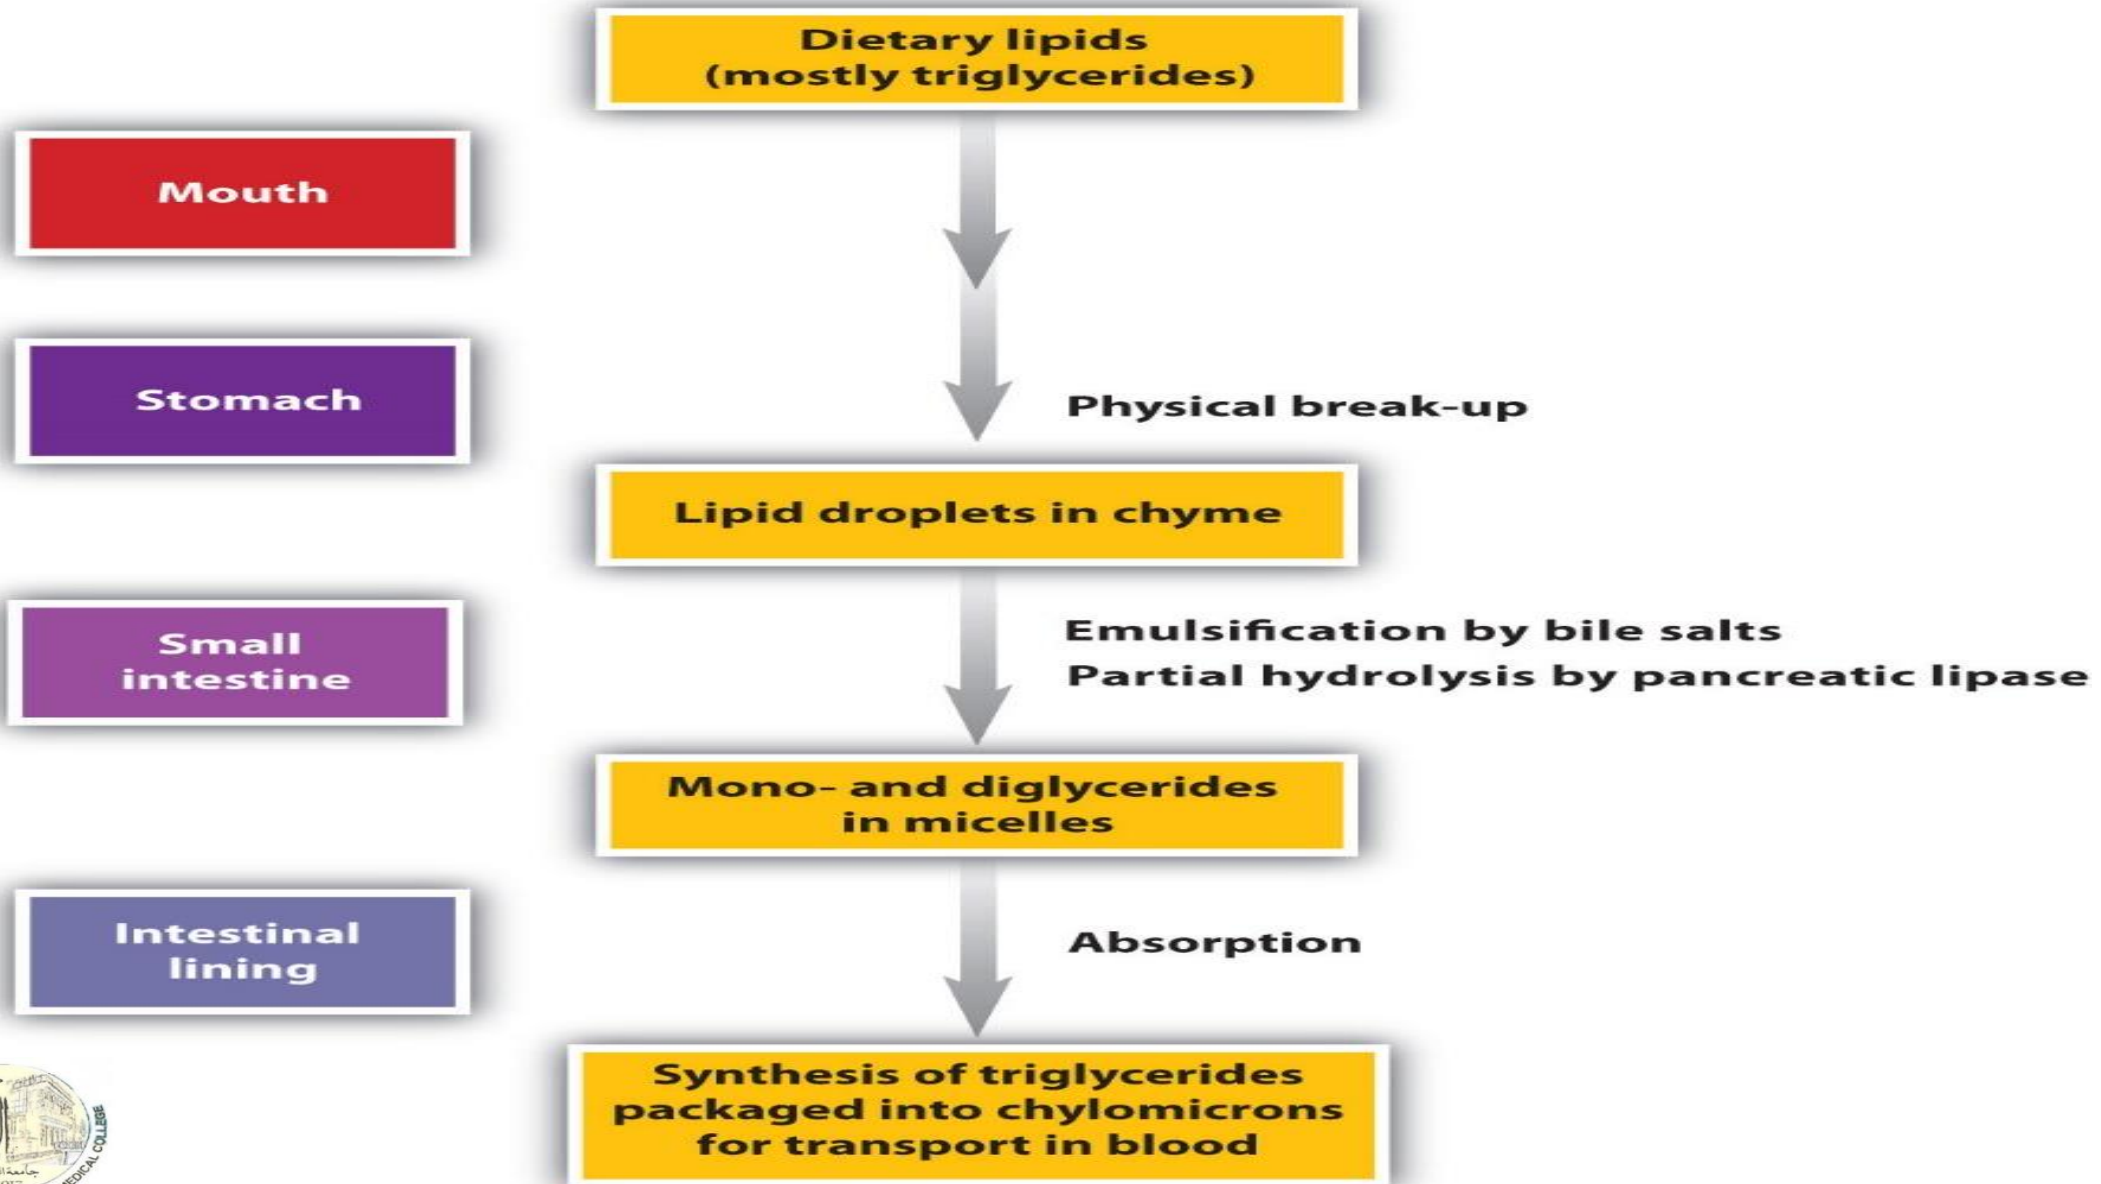 Dietary lipids
(mostly triglycerides)
Mouth
Stomach
Physical break-up
Lipid droplets in chyme
Small
intestine
Emulsification by bile salts
Partial hydrolysis by pancreatic lipase
Mono- and diglycerides
in micelles
Intestinal
lining
Absorption
Synthesis of triglycerides
packaged into chylomicrons
for transport in blood
MEDICAL COLLEGE